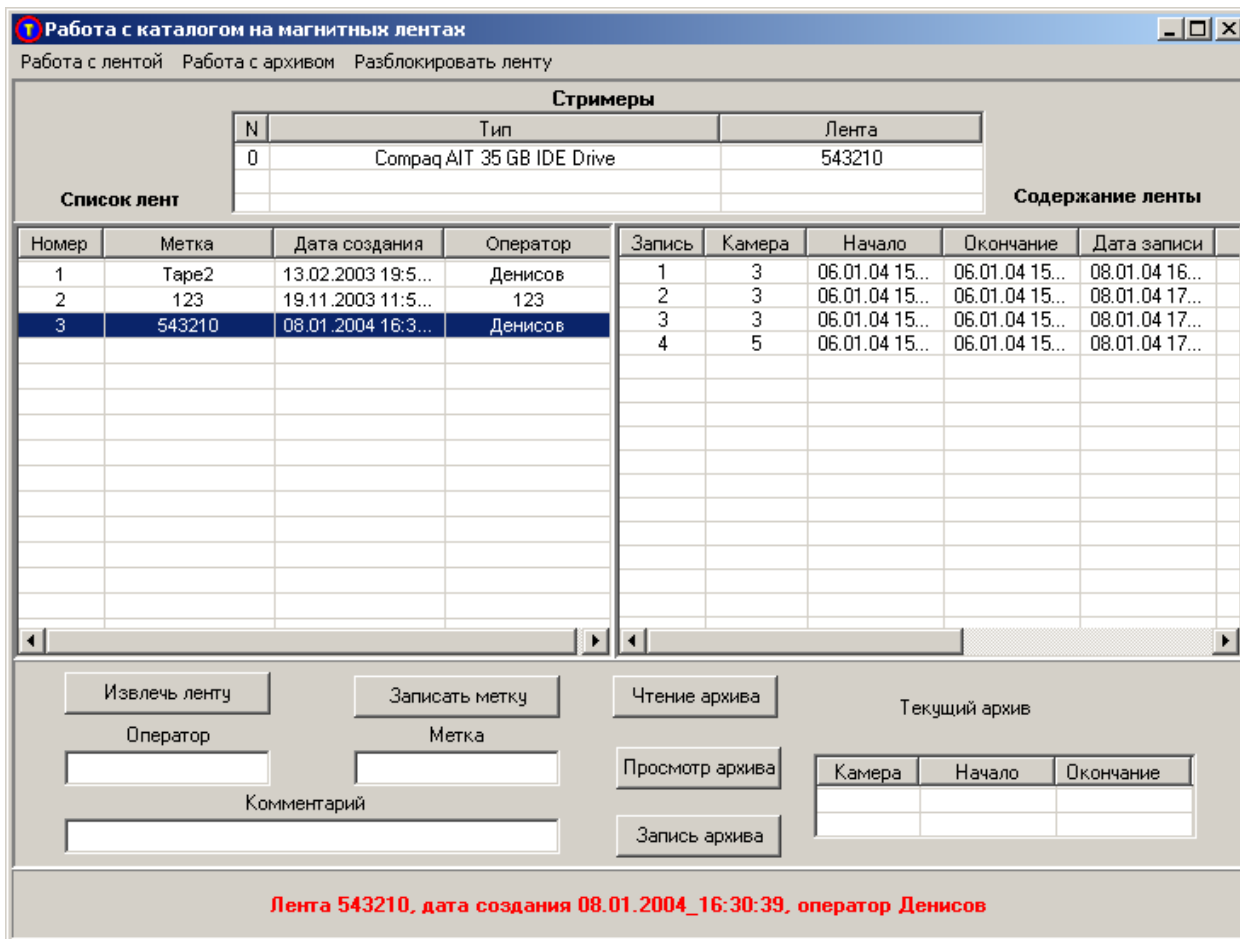 Т Работа с каталогом на магнитных лентах
Работа с лентой Работа с архивом Разблокировать ленту
Стримеры
N Тип Лента
0 Compaq AIT 35 GB IDE Drive 543210
Список лент Содержание ленты
Номер Метка Дата создания Оператор
1 Tape2 13.02.2003 19:5... Денисов
2 123 19.11.2003 11:5... 123
3 543210 08.01.2004 16:3... Денисов
Запись Камера Начало Окончание Дата записи
1 3 06.01.04 15... 06.01.04 15... 08.01.04 16...
2 3 06.01.04 15... 06.01.04 15... 08.01.04 17...
3 3 06.01.04 15... 06.01.04 15... 08.01.04 17...
4 5 06.01.04 15... 06.01.04 15... 08.01.04 17...
Извлечь ленту Записать метку
Оператор Метка
Комментарий
Чтение архива
Просмотр архива
Запись архива
Текущий архив
Камера Начало Окончание
Лента 543210, дата создания 08.01.2004_16:30:39, оператор Денисов